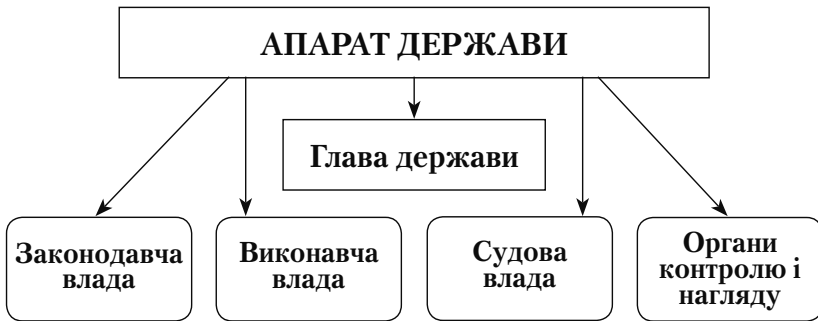 АПАРАТ ДЕРЖАВИ
Глава держави
Законодавча
влада
Виконавча
влада
Судова
влада
Органи
контролю і
нагляду